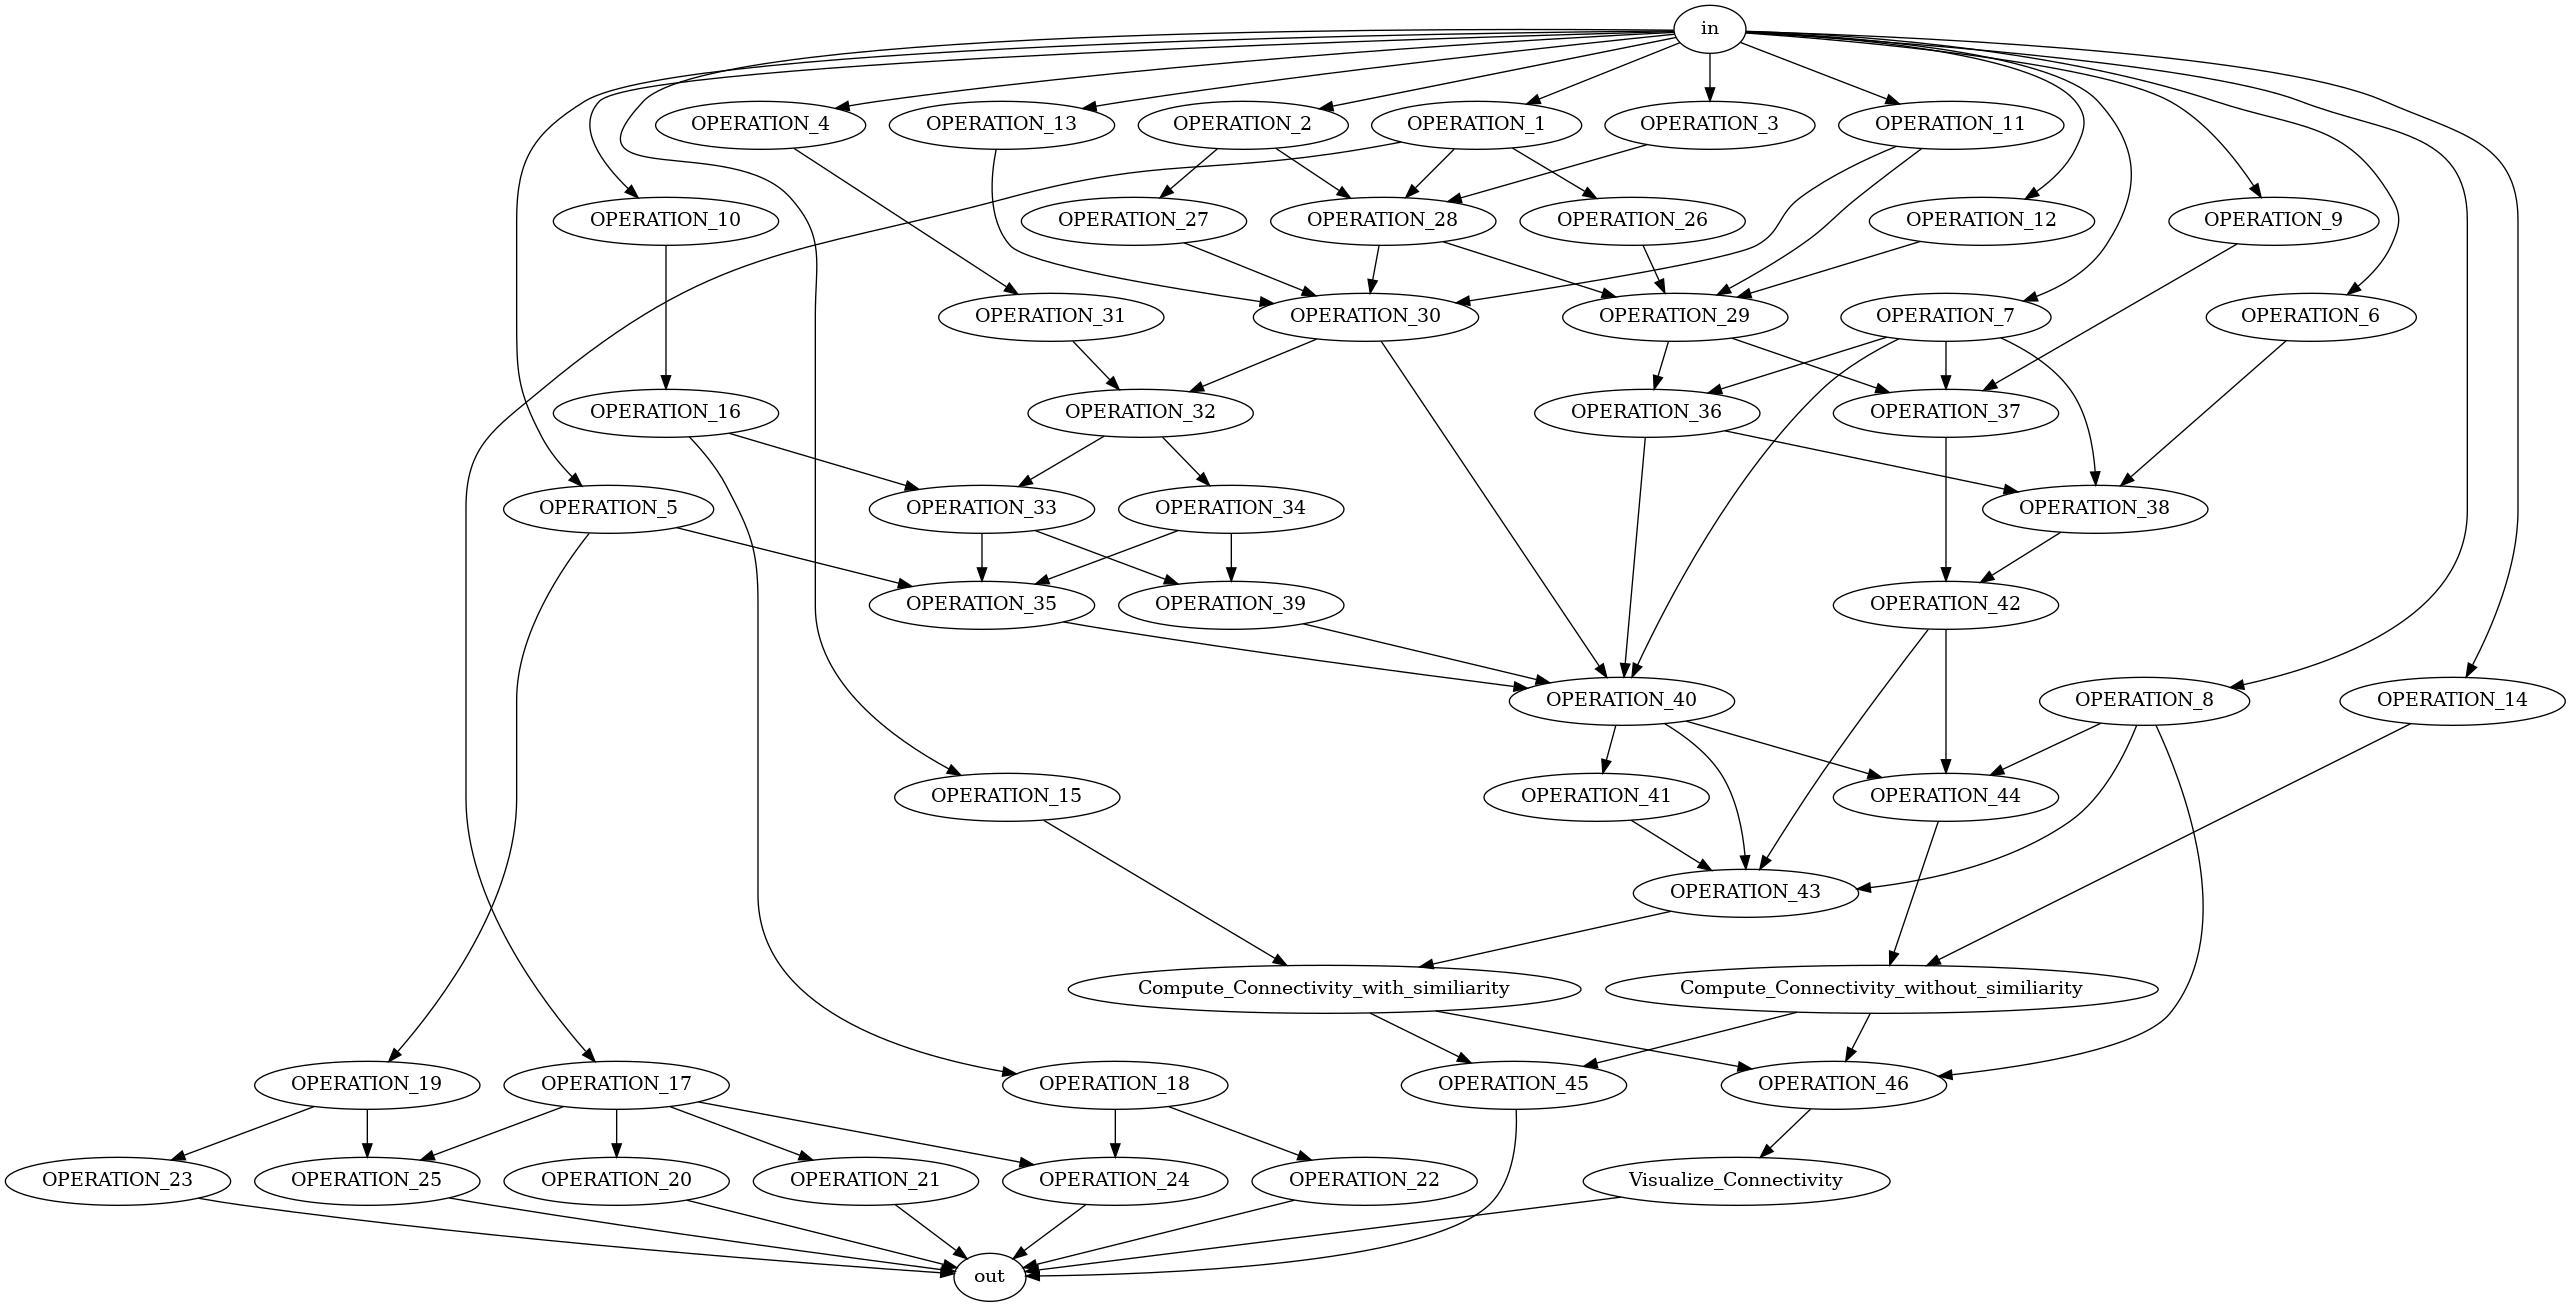 in
OPERATION_4
OPERATION_13
OPERATION_2
OPERATION_1
OPERATION_3
OPERATION_11
OPERATION_10
OPERATION_27
OPERATION_28
OPERATION_26
OPERATION_12
OPERATION_9
OPERATION_31
OPERATION_30
OPERATION_29
OPERATION_7
OPERATION_6
OPERATION_16
OPERATION_32
OPERATION_36
OPERATION_37
OPERATION_5
OPERATION_33
OPERATION_34
OPERATION_38
OPERATION_35
OPERATION_39
OPERATION_42
OPERATION_40
OPERATION_8
OPERATION_14
OPERATION_15
OPERATION_41
OPERATION_44
OPERATION_43
Compute_Connectivity_with_similiarity
Compute_Connectivity_without_similiarity
OPERATION_19
OPERATION_17
OPERATION_18
OPERATION_45
OPERATION_46
OPERATION_23
OPERATION_25
OPERATION_20
OPERATION_21
OPERATION_24
OPERATION_22
Visualize_Connectivity
out